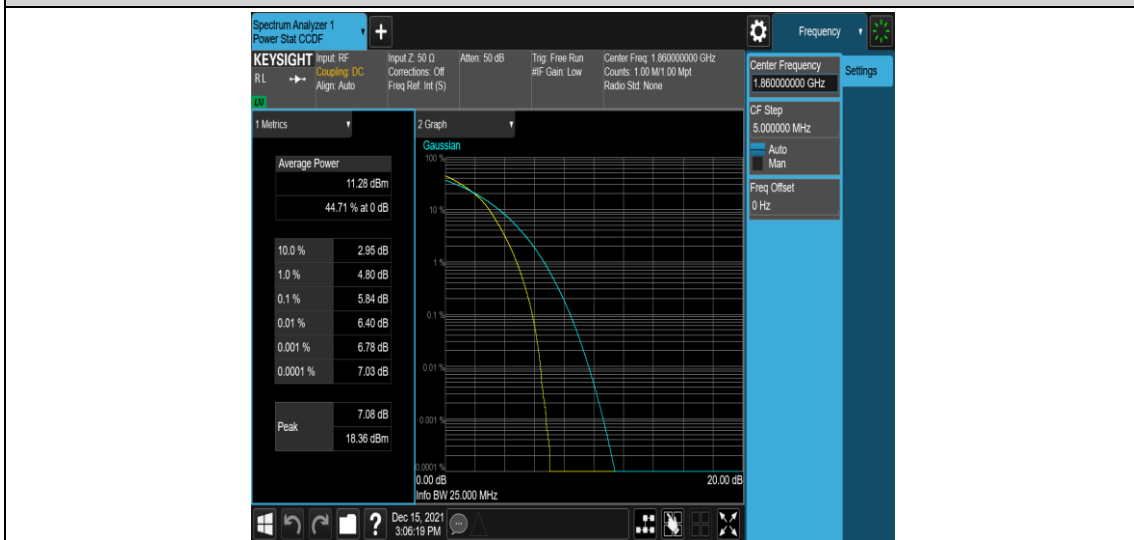 Spectrum Analyzer 1
Power Stat CCDF
Frequency
KEYSIGHT
RL
Input: RF
Coupling: DC
Align: Auto
Input Z: 50 Ω
Corrections: Off
Freq Ref: Int (S)
Atten: 50 dB
Trig: Free Run
#IF Gain: Low
Center Freq: 1.860000000 GHz
Counts: 1.00 M/1.00 Mpt
Radio Std: None
Center Frequency
1.860000000 GHz
Settings
CF Step
5.000000 MHz
Auto
Man
Freq Offset
0 Hz
1 Metrics
Average Power
11.28 dBm
44.71 % at 0 dB
10.0 % 2.95 dB
1.0 % 4.80 dB
0.1 % 5.84 dB
0.01 % 6.40 dB
0.001 % 6.78 dB
0.0001 % 7.03 dB
Peak
7.08 dB
18.36 dBm
2 Graph
Gaussian
100 %
10 %
1 %
0.1 %
0.01 %
0.001 %
0.0001 %
0.00 dB 20.00 dB
Info BW 25.000 MHz
?
Dec 15, 2021
3:06:19 PM